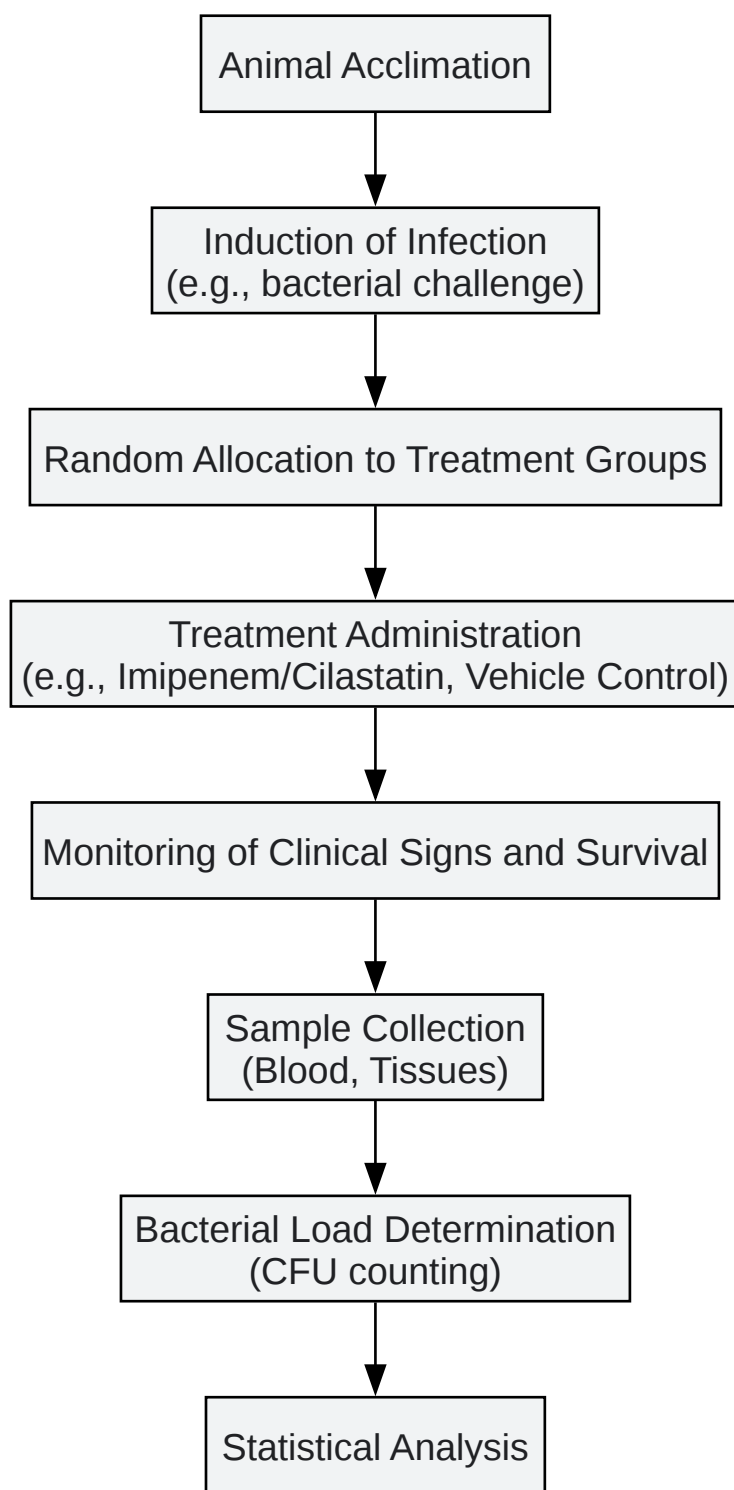 Animal Acclimation
Induction of Infection
(e.g., bacterial challenge)
Random Allocation to Treatment Groups
Treatment Administration
(e.g., Imipenem/Cilastatin, Vehicle Control)
Monitoring of Clinical Signs and Survival
Sample Collection
(Blood, Tissues)
Bacterial Load Determination
(CFU counting)
Statistical Analysis